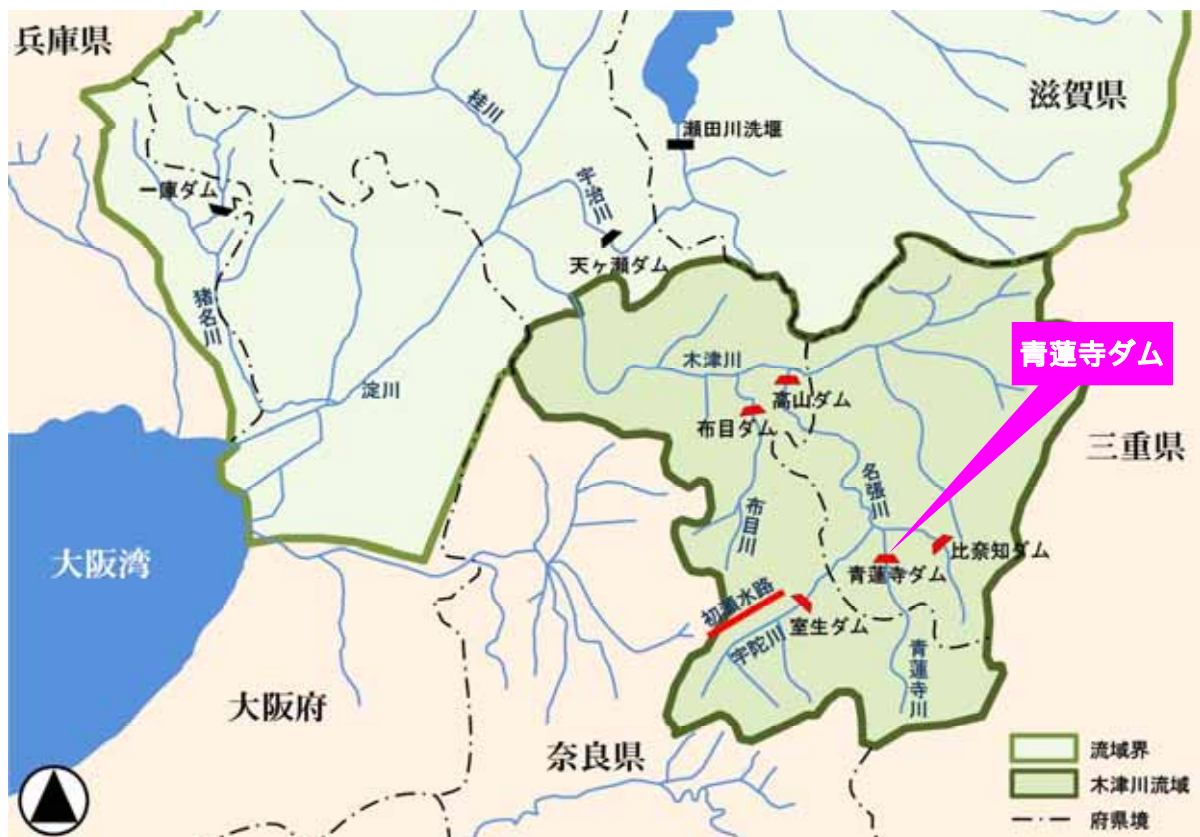 兵庫県
滋賀県
桂川
瀬田川洗堰
一庫ダム
宇治川
天ヶ瀬ダム
猪名川
淀川
木津川
青蓮寺ダム
高山ダム
布目ダム
三重県
名張川
布目川
大阪湾
比奈知ダム
青蓮寺ダム
初瀬水路
室生ダム
宇陀川
青蓮寺川
大阪府
奈良県
流域界
木津川流域
府県境